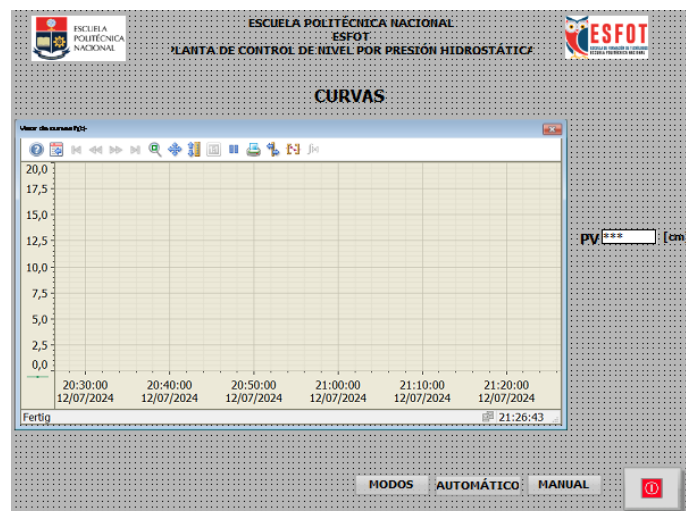 ESCUELA
POLITÉCNICA
NACIONAL
ESCUELA POLITÉCNICA NACIONAL
ESFOT
PLANTA DE CONTROL DE NIVEL POR PRESIÓN HIDROSTÁTICA
ESFOT
CURVAS
Visor de curvas f(t)-
20,0
17,5
15,0
12,5
10,0
7,5
5,0
2,5
0,0
20:30:00 20:40:00 20:50:00 21:00:00 21:10:00 21:20:00
12/07/2024 12/07/2024 12/07/2024 12/07/2024 12/07/2024 12/07/2024
Fertig 21:26:43
PV *** [cm
MODOS AUTOMÁTICO MANUAL